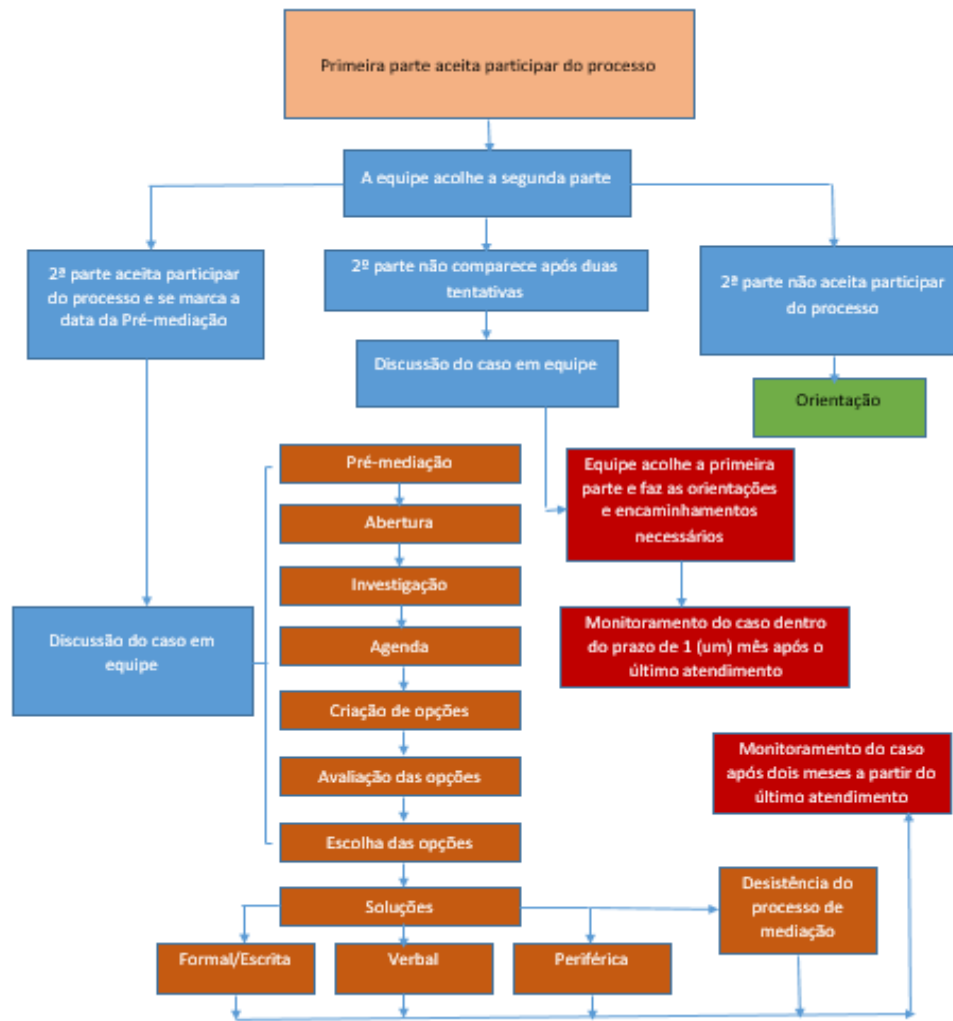 Primeira parte aceita participar do processo
A equipe acolhe a segunda parte
2ª parte aceita participar
do processo e se marca a
data da Pré-mediação
2º parte não comparece após duas
tentativas
2ª parte não aceita participar
do processo
Discussão do caso em equipe
Orientação
Pré-mediação
Equipe acolhe a primeira
parte e faz as orientações
e encaminhamentos
necessários
Abertura
Investigação
Discussão do caso em
equipe
Agenda
Monitoramento do caso dentro
do prazo de 1 (um) mês após o
último atendimento
Criação de opções
Avaliação das opções
Monitoramento do caso
após dois meses a partir do
último atendimento
Escolha das opções
Soluções
Desistência do
processo de
mediação
Formal/Escrita
Verbal
Periférica